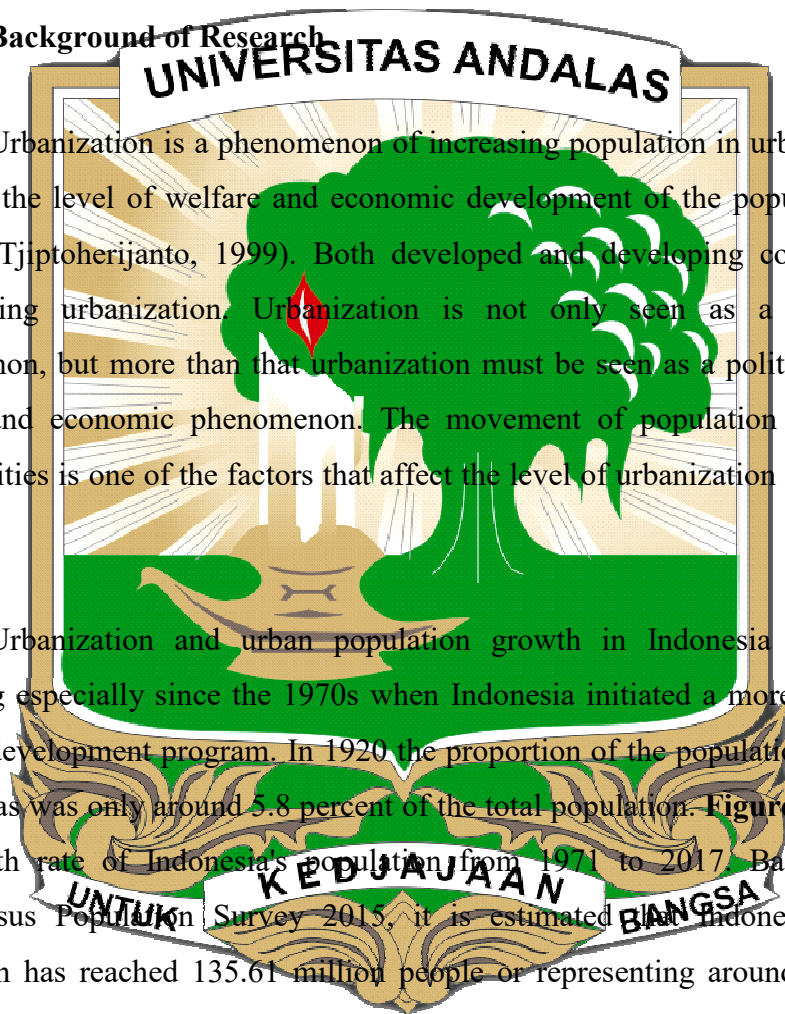 Background of Research
UNIVERSITAS ANDALAS
Urbanization is a phenomenon of increasing population in urb
the level of welfare and economic development of the popu
Tjiptoherijanto, 1999). Both developed and developing co
ing urbanization. Urbanization is not only seen as a
non, but more than that urbanization must be seen as a polit
and economic phenomenon. The movement of population
ities is one of the factors that affect the level of urbanization
Urbanization and urban population growth in Indonesia
g especially since the 1970s when Indonesia initiated a more
development program. In 1920 the proportion of the populatio
as was only around 5.8 percent of the total population. Figure
th rate of Indonesia's population from 1971 to 2017. Ba
sus Population Survey 2015, it is estimated that Indone
n has reached 135.61 million people or representing around
UNTUK KEDJAJAAN BANGSA